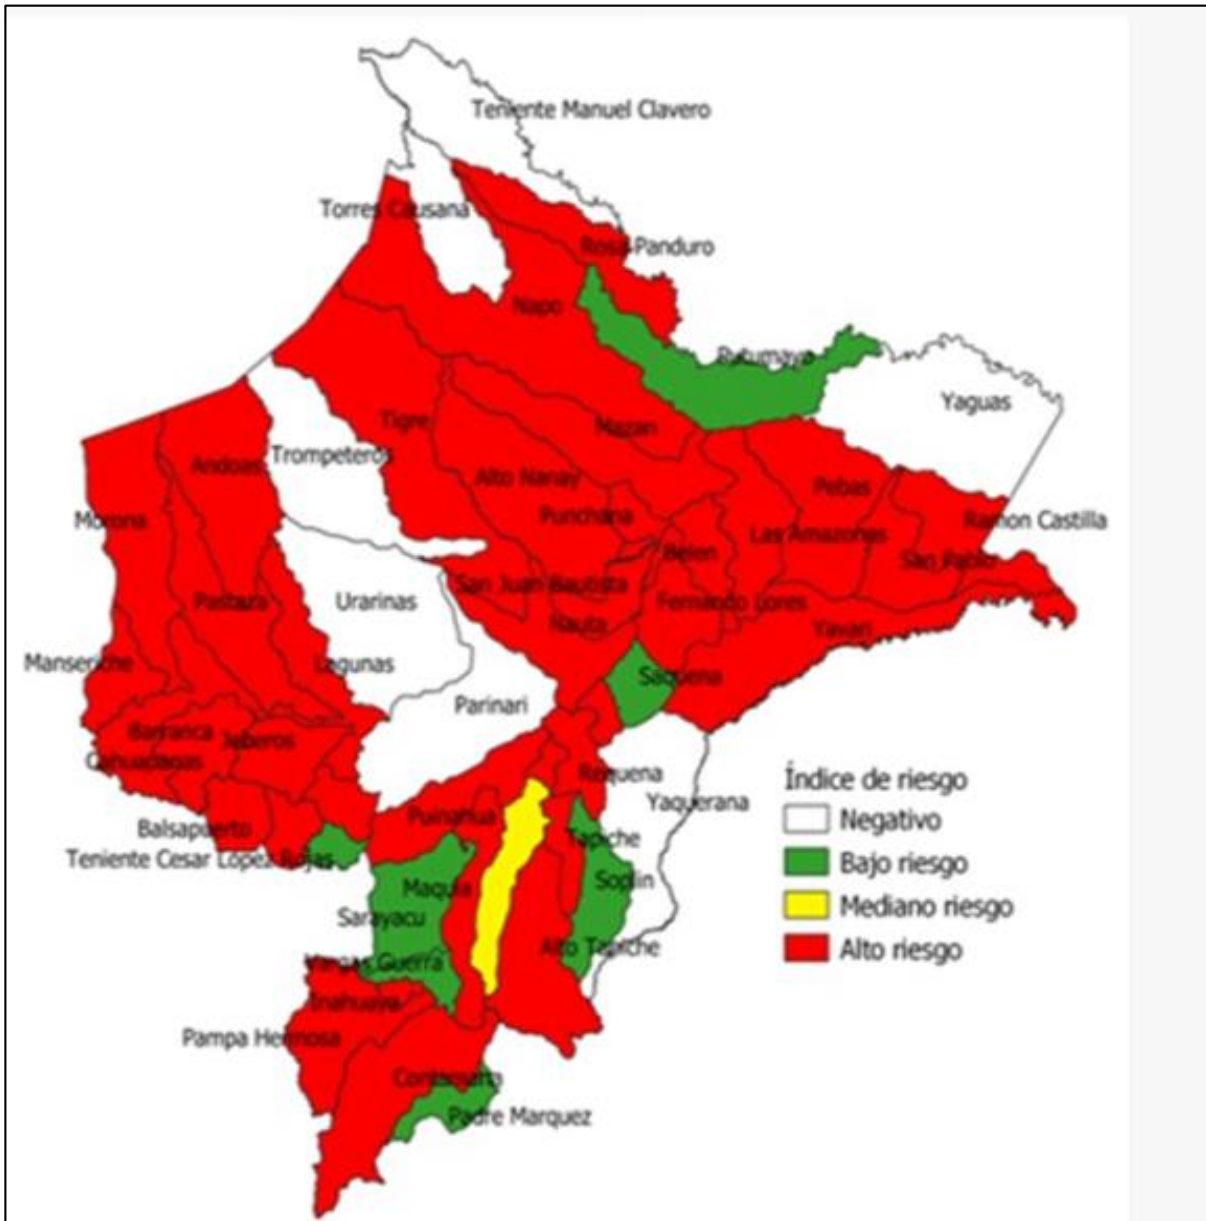 Teniente Manuel Clavero
Torres Causana
Rosa Panduro
Napo
Putumayo
Yaguas
Tigre
Mazan
Trompeteros
Andoas
Alto Nanay
Pebas
Punchana
Morona
Ramon Castilla
Las Amazonas
Belen
San Pablo
San Juan Bautista
Urarinas
Pastaza
Fernando Lores
Nauta
Yavari
Manseriche
Lagunas
Saquena
Parinari
Barranca
Jeberos
Cahuapanas
Requena
Índice de riesgo
Yaquerana
Negativo
Puinahua
Balsapuerto
Tapiche
Teniente Cesar López Rojas
Bajo riesgo
Soplin
Maquia
Mediano riesgo
Sarayacu
Alto Tapiche
Alto riesgo
Vargas Guerra
Inahuaya
Pampa Hermosa
Contamana
Padre Marquez